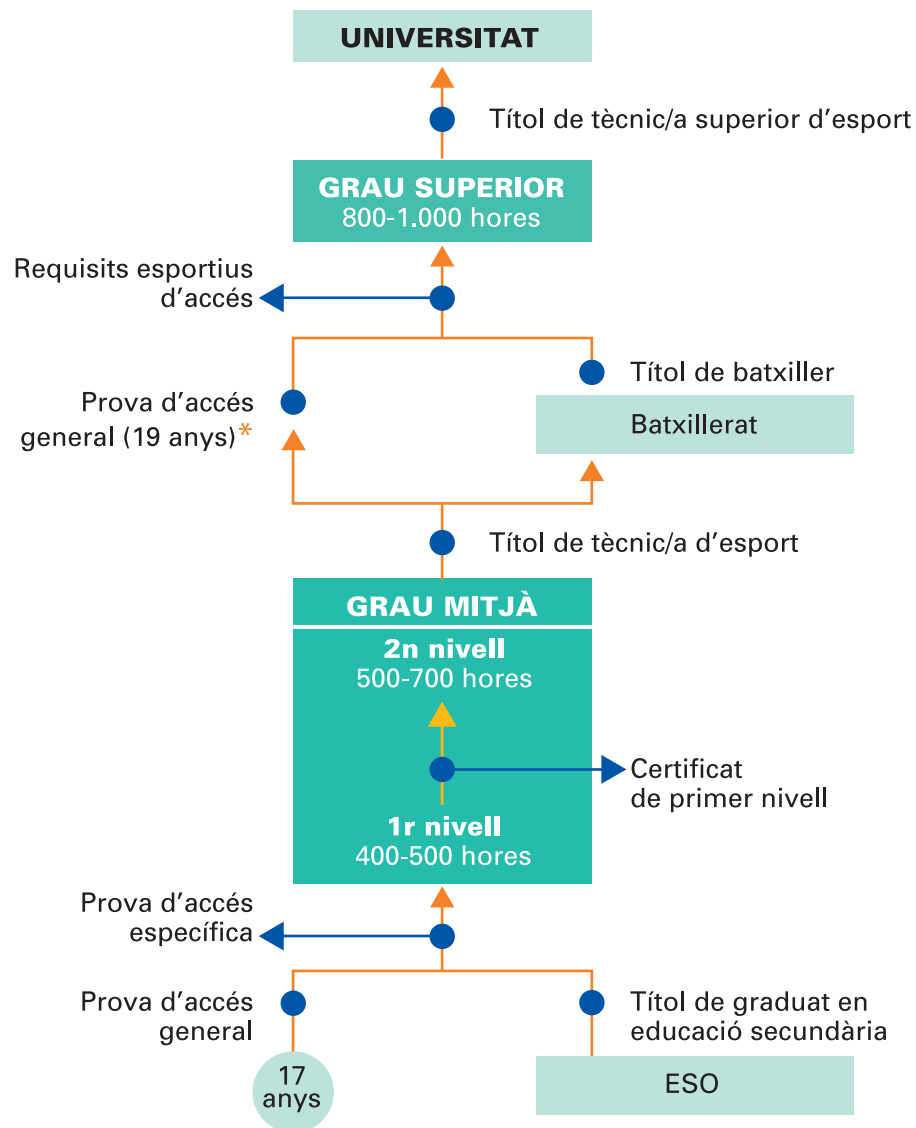 UNIVERSITAT
Títol de tècnic/a superior d’esport
GRAU SUPERIOR
800-1.000 hores
Requisits esportius
d’accés
Títol de batxiller
Prova d’accés
general (19 anys)*
Batxillerat
Títol de tècnic/a d’esport
GRAU MITJÀ
2n nivell
500-700 hores
Certificat
de primer nivell
1r nivell
400-500 hores
Prova d’accés
específica
Prova d’accés
general
Títol de graduat en
educació secundària
17
anys
ESO